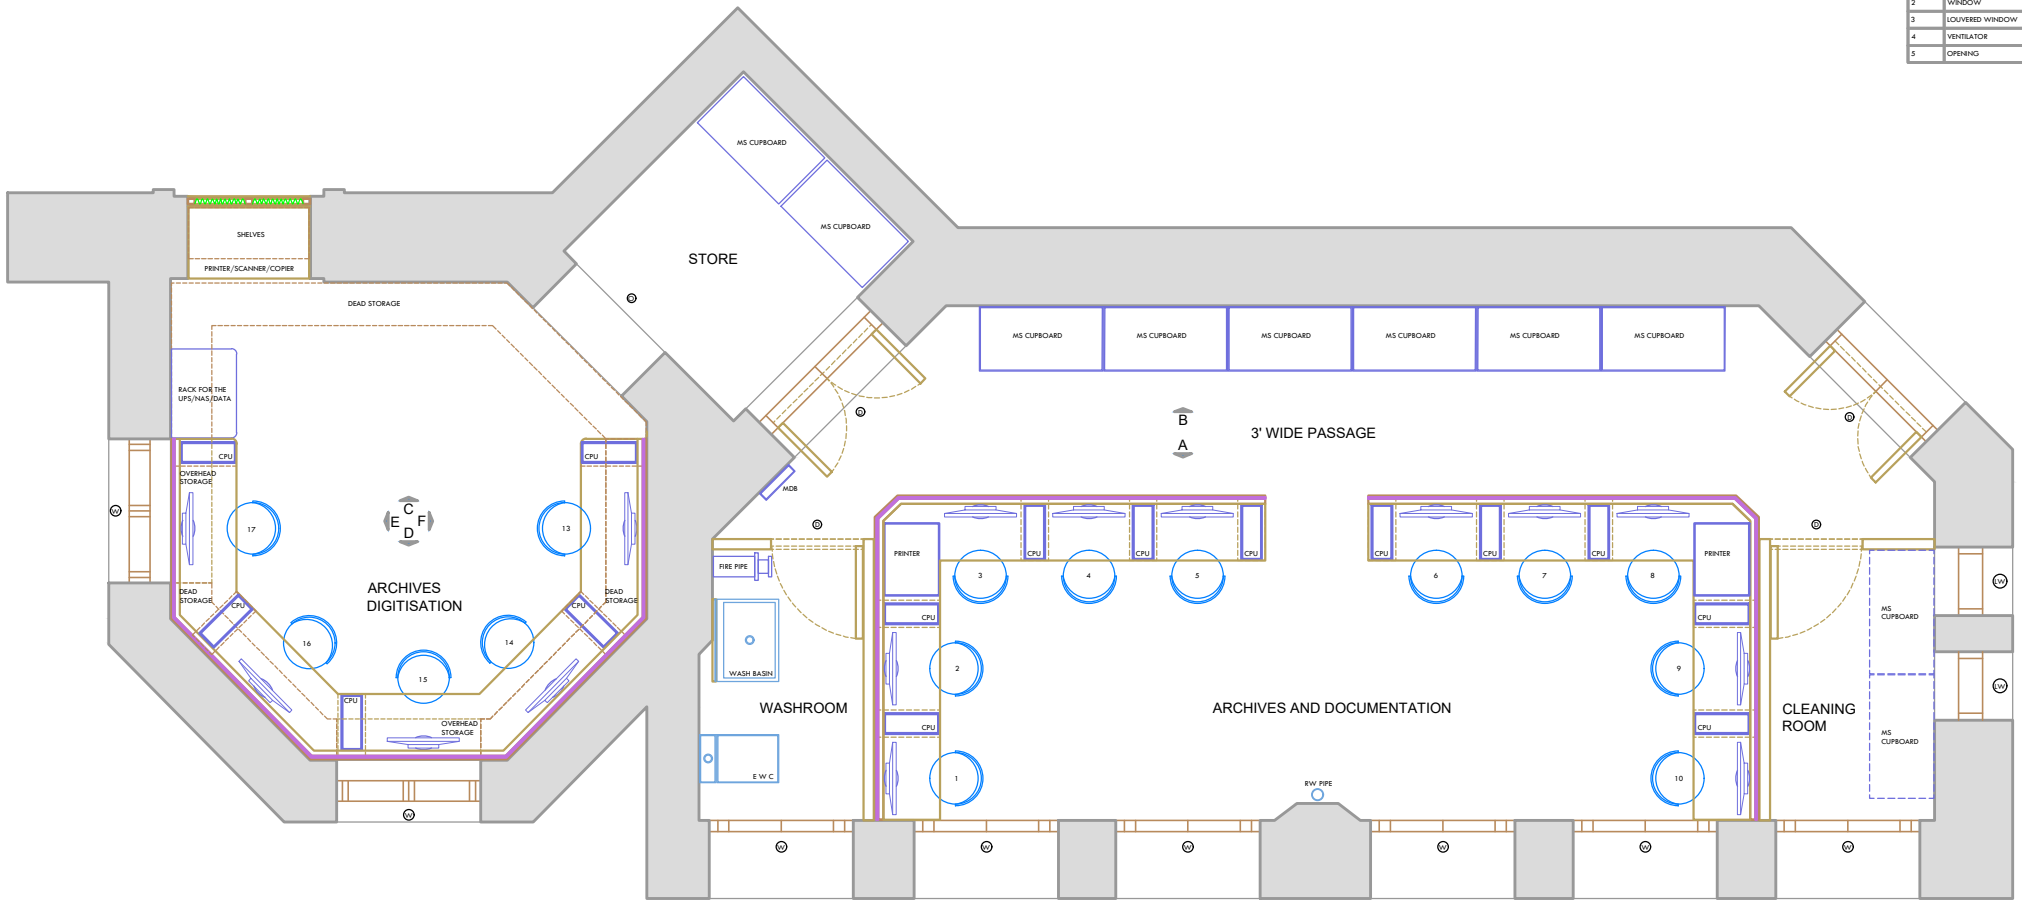 2 WINDOW
3 LOUVERED WINDOW
4 VENTILATOR
5 OPENING
MS CUPBOARD
MS CUPBOARD
STORE
D
SHELVES
PRINTER/SCANNER/COPIER
DEAD STORAGE
RACK FOR THE
UPS/NAS/DATA
CPU
CPU
OVERHEAD
STORAGE
W
17
C
E F
D
13
ARCHIVES
DIGITISATION
DEAD
STORAGE
DEAD
STORAGE
CPU
CPU
16
14
15
CPU
OVERHEAD
STORAGE
W
MS CUPBOARD
MS CUPBOARD
MS CUPBOARD
MS CUPBOARD
MS CUPBOARD
MS CUPBOARD
D
D
B
A
3' WIDE PASSAGE
MDB
D
D
FIRE PIPE
WASH BASIN
WASHROOM
E W C
PRINTER
CPU
CPU
CPU
CPU
CPU
CPU
PRINTER
3
4
5
6
7
8
CPU
CPU
2
9
CPU
CPU
1
10
ARCHIVES AND DOCUMENTATION
RW PIPE
CLEANING
ROOM
MS
CUPBOARD
MS
CUPBOARD
LW
LW
W
W
W
W
W
W